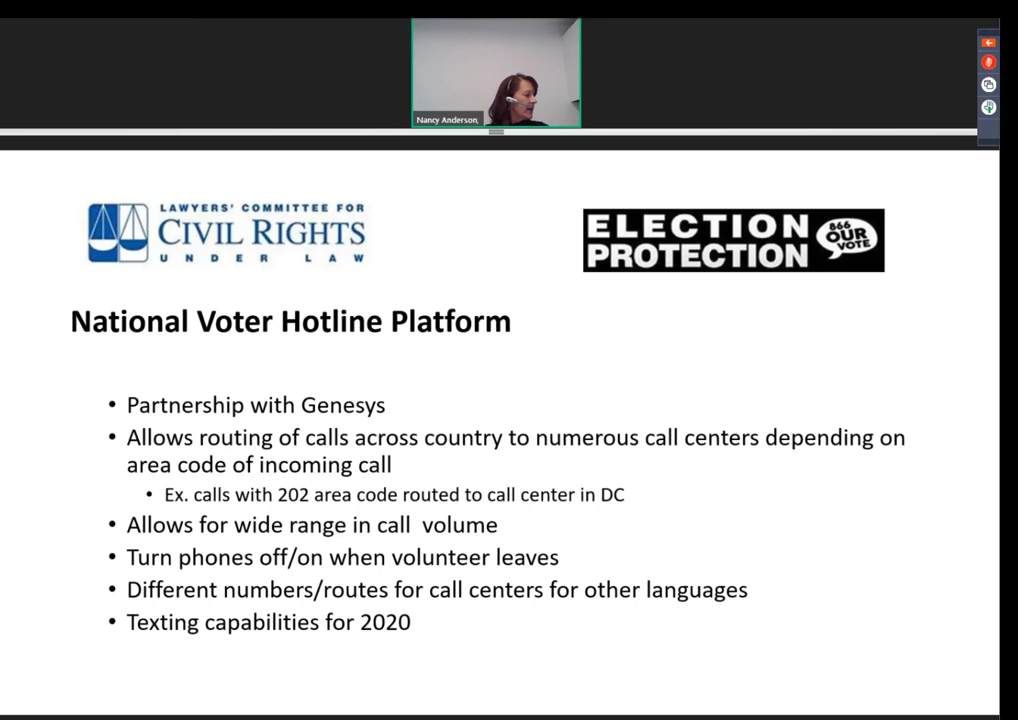 Nancy Anderson,
LAWYERS' COMMITTEE FOR
CIVIL RIGHTS
UNDER LAW
ELECTION
PROTECTION
866
OUR
VOTE
National Voter Hotline Platform
• Partnership with Genesys
• Allows routing of calls across country to numerous call centers depending on
area code of incoming call
• Ex. calls with 202 area code routed to call center in DC
• Allows for wide range in call volume
• Turn phones off/on when volunteer leaves
• Different numbers/routes for call centers for other languages
• Texting capabilities for 2020